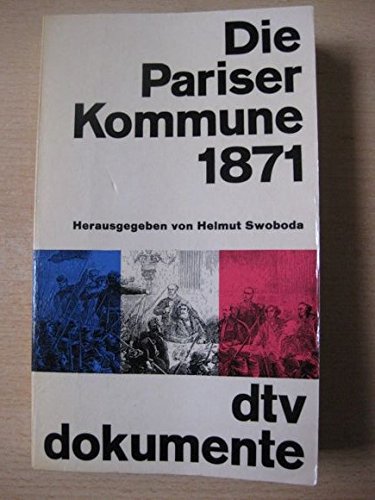 Die
Pariser
Kommune
1871
Herausgegeben von Helmut Swoboda
dtv
dokumente